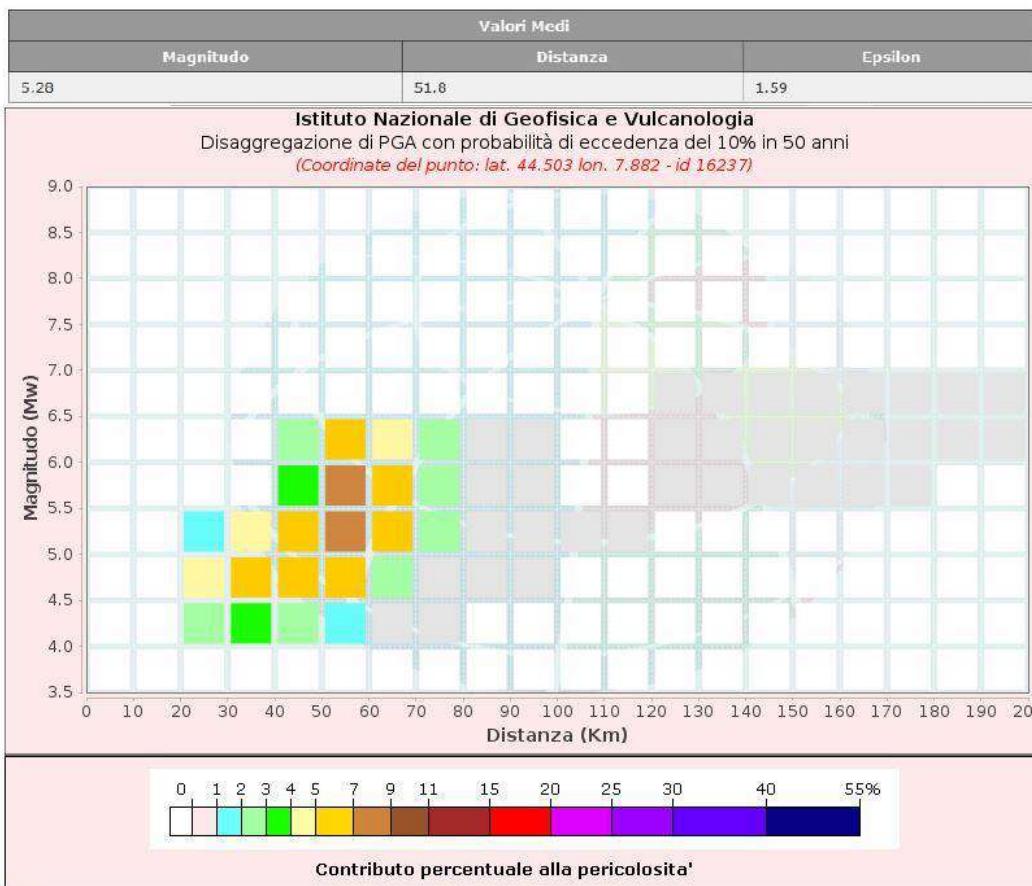 Valori Medi
Magnitudo Distanza Epsilon
5.28 51.8 1.59
Istituto Nazionale di Geofisica e Vulcanologia
Disaggregazione di PGA con probabilità di eccedenza del 10% in 50 anni
(Coordinate del punto: lat. 44.503 lon. 7.882 - id 16237)
Magnitudo (Mw)
9.0
8.5
8.0
7.5
7.0
6.5
6.0
5.5
5.0
4.5
4.0
3.5
0 10 20 30 40 50 60 70 80 90 100 110 120 130 140 150 160 170 180 190 20
Distanza (Km)
0 1 2 3 4 5 7 9 11 15 20 25 30 40 55%
Contributo percentuale alla pericolosita'